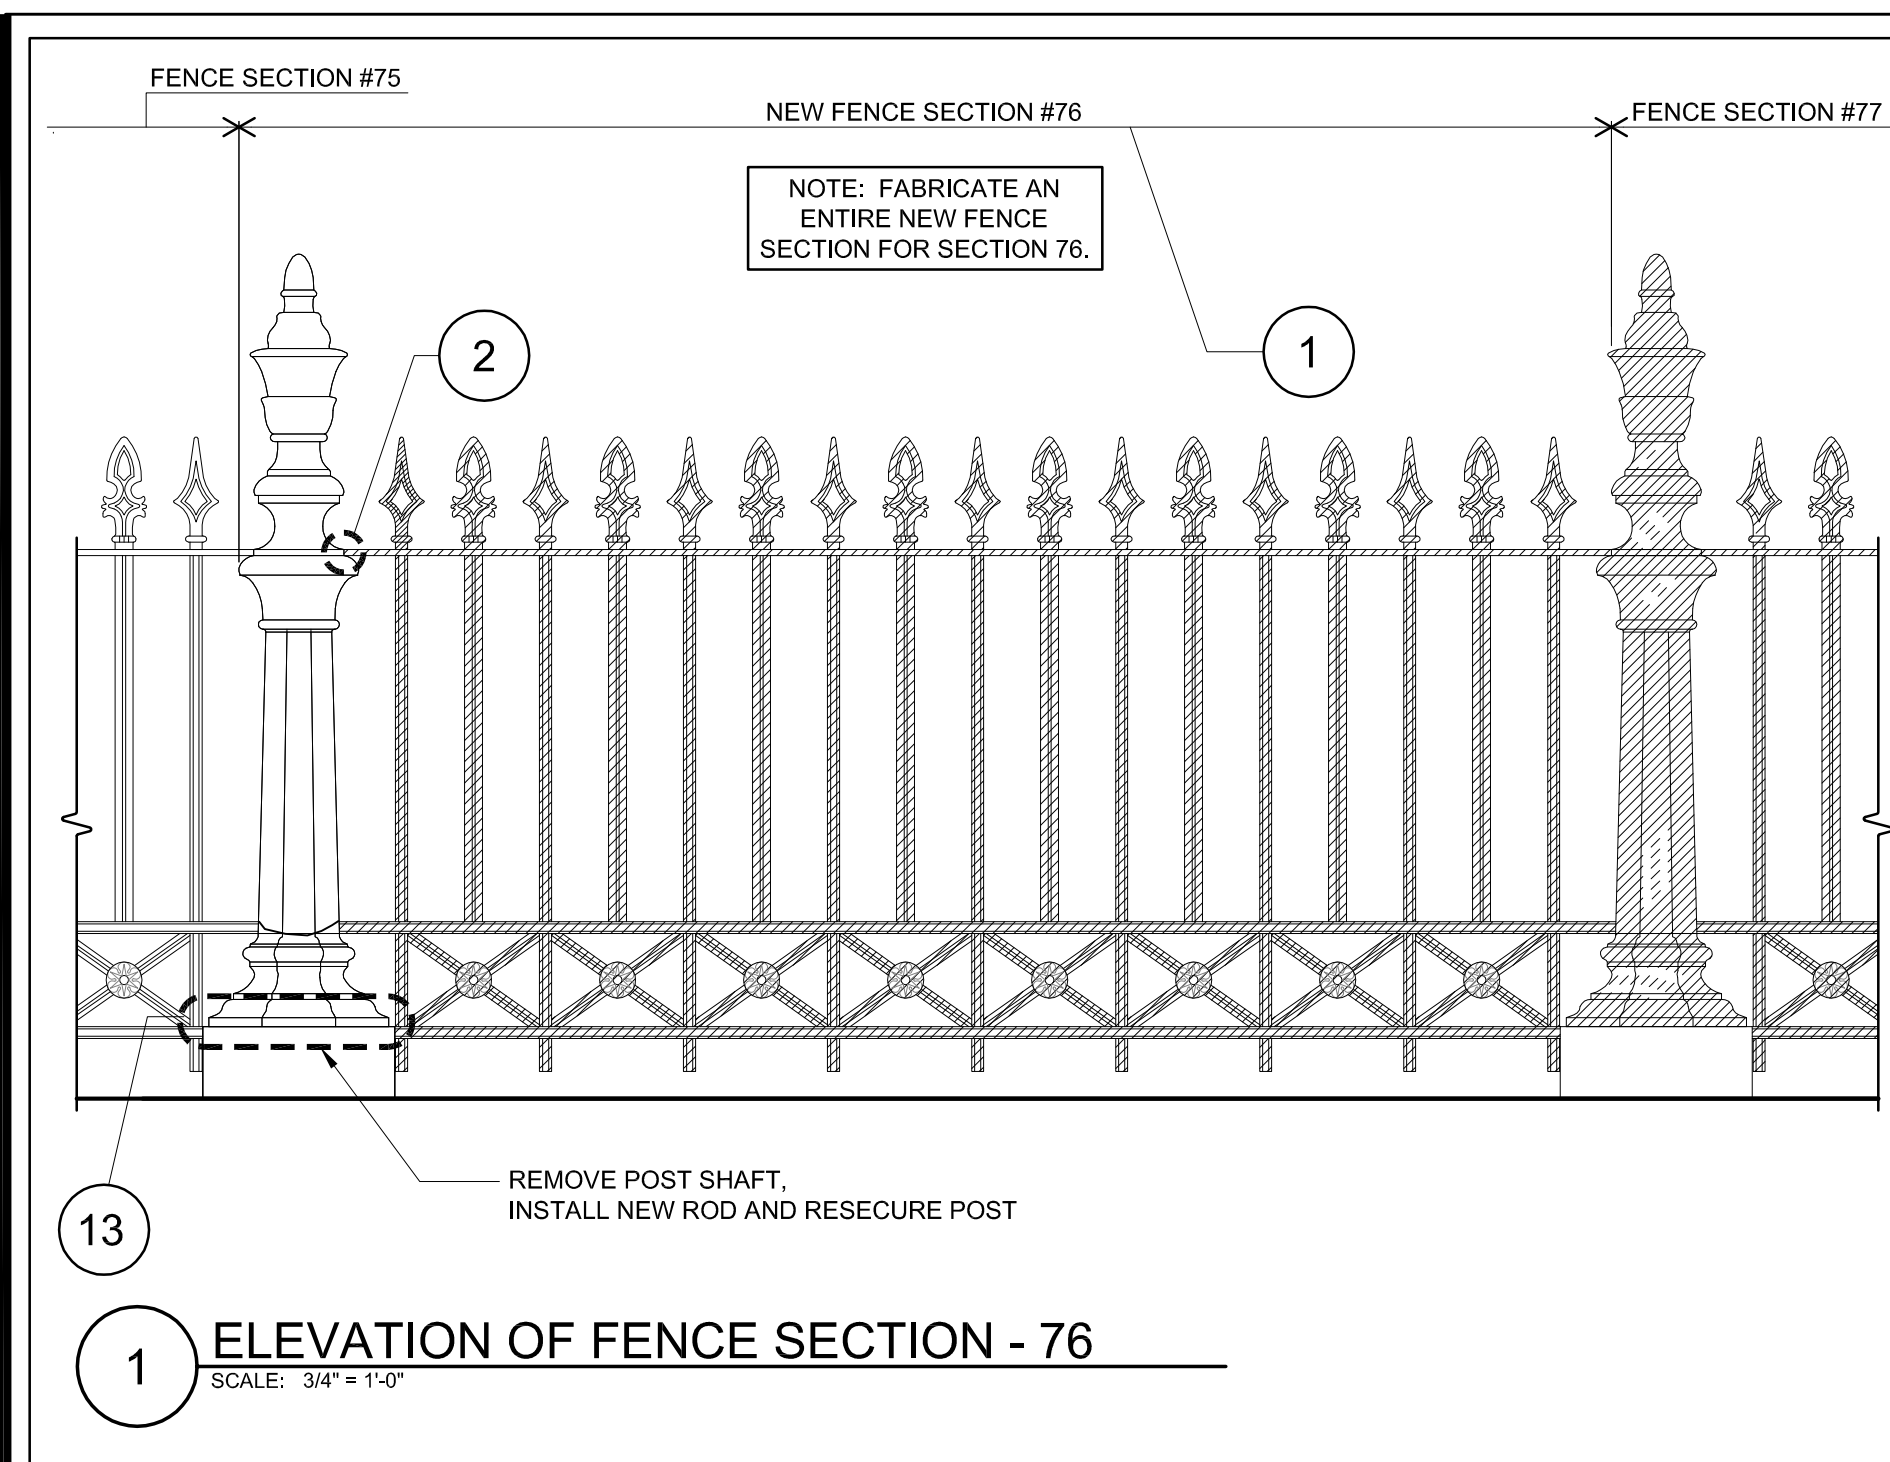 FENCE SECTION #75
NEW FENCE SECTION #76
FENCE SECTION #77
NOTE: FABRICATE AN
ENTIRE NEW FENCE
SECTION FOR SECTION 76.
2
1
REMOVE POST SHAFT,
INSTALL NEW ROD AND RESECURE POST
13
1
ELEVATION OF FENCE SECTION - 76
SCALE: 3/4" = 1'-0"